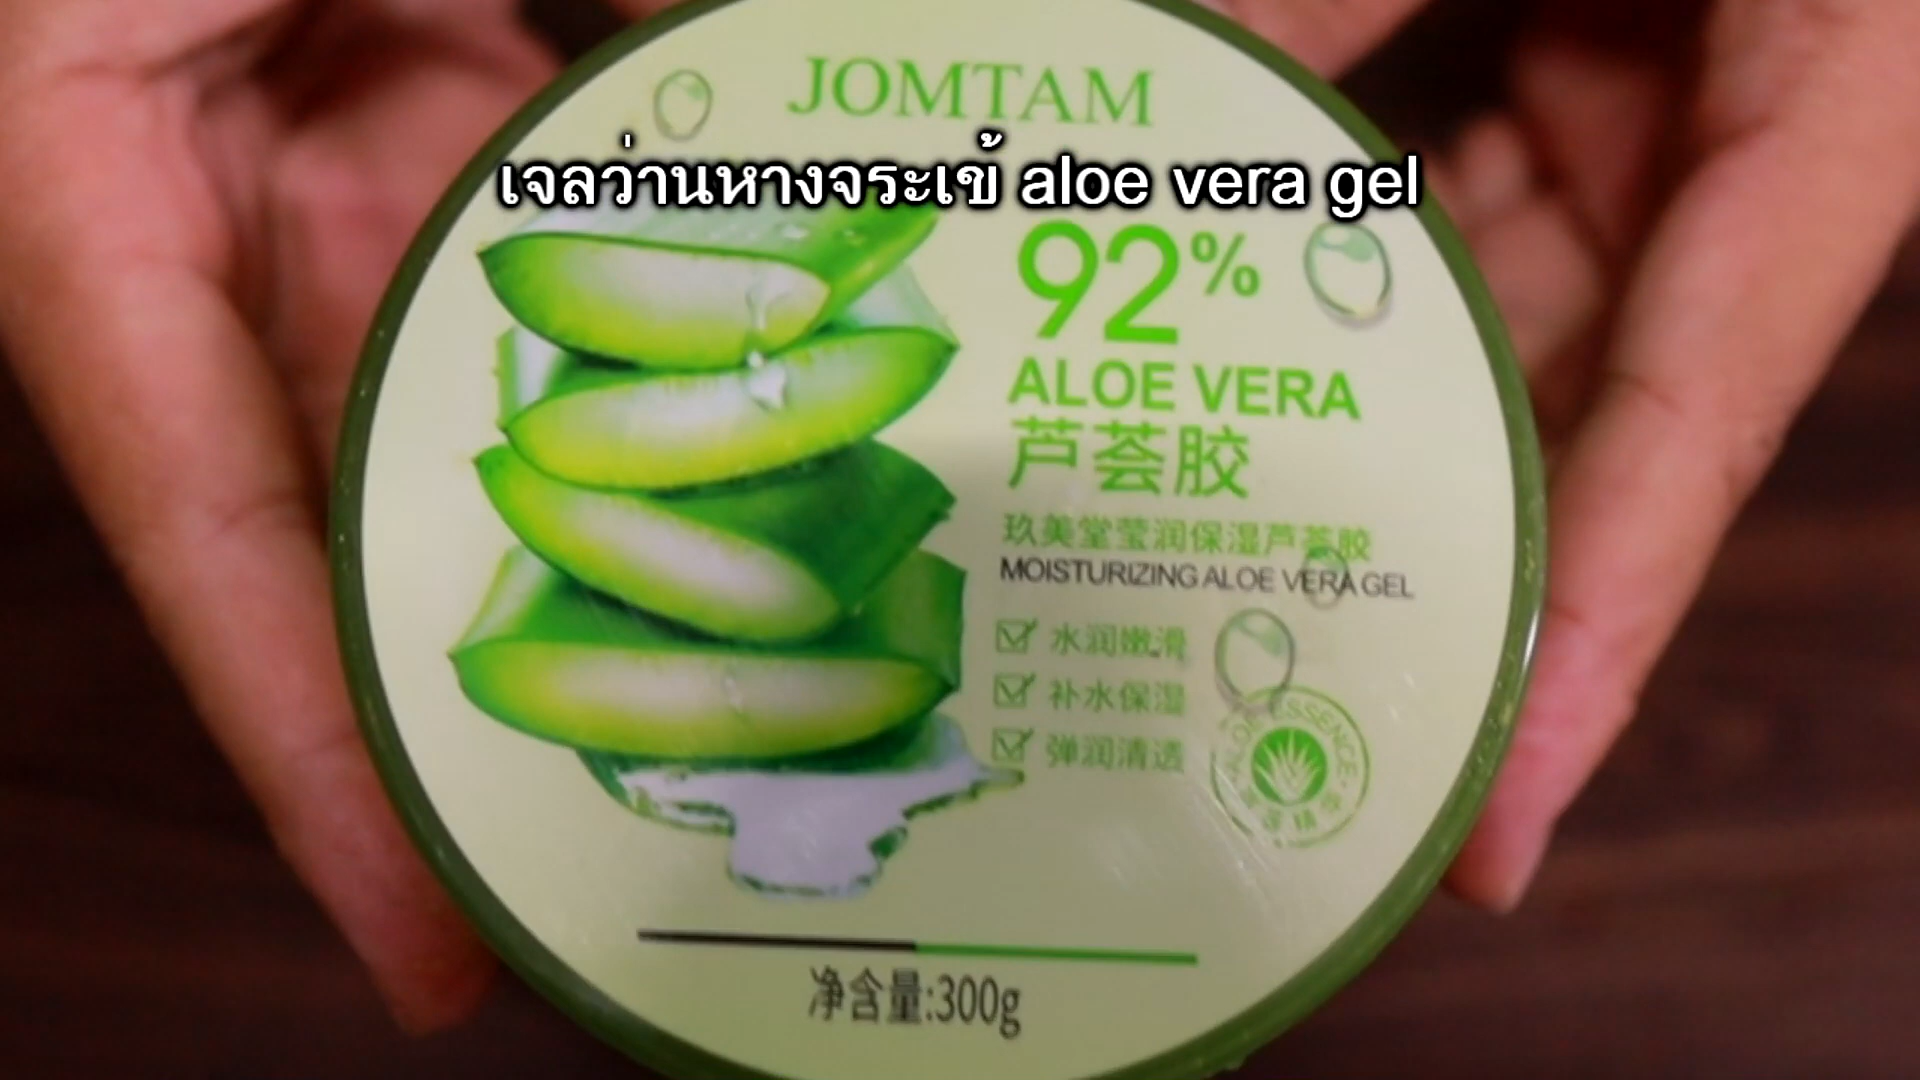 JOMTAM
เจลว่านหางจระเข้ aloe vera gel
92%
ALOE VERA
芦荟胶
玖美堂莹润保湿芦荟胶
MOISTURIZING ALOE VERA GEL
水润嫩滑
补水保湿
弹润清透
ALOE ESSENCE
净含量:300g